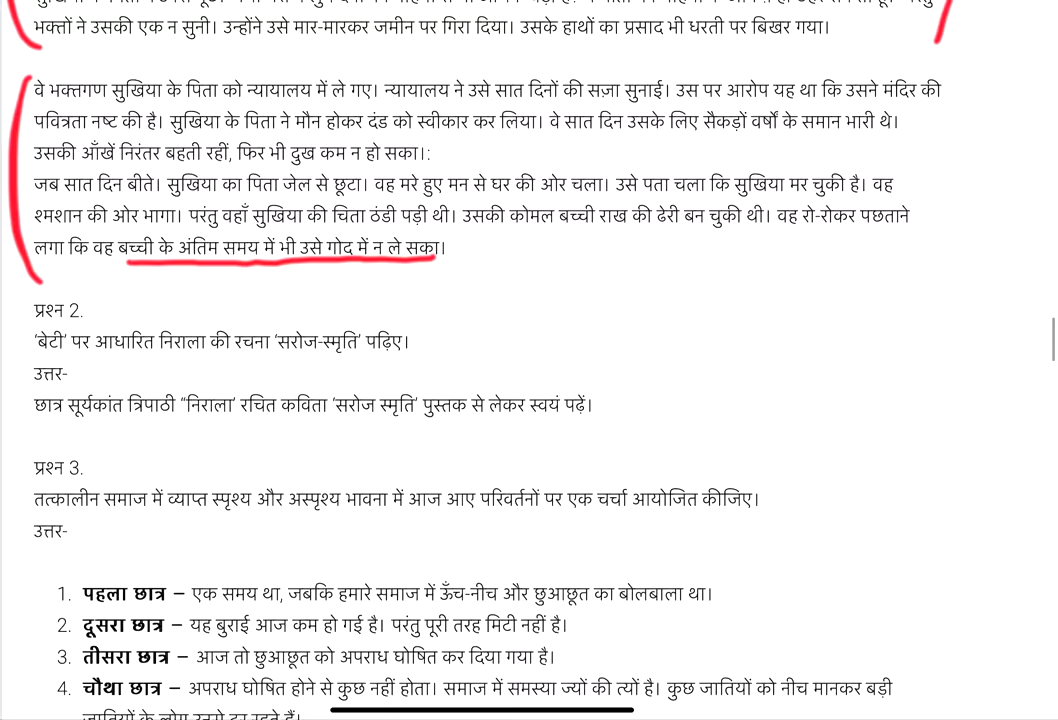 भक्तों ने उसकी एक न सुनी। उन्होंने उसे मार-मारकर जमीन पर गिरा दिया। उसके हाथों का प्रसाद भी धरती पर बिखर गया।
वे भक्तगण सुखिया के पिता को न्यायालय में ले गए। न्यायालय ने उसे सात दिनों की सज़ा सुनाई। उस पर आरोप यह था कि उसने मंदिर की
पवित्रता नष्ट की है। सुखिया के पिता ने मौन होकर दंड को स्वीकार कर लिया। वे सात दिन उसके लिए सैकड़ों वर्षों के समान भारी थे।
उसकी आँखें निरंतर बहती रहीं, फिर भी दुख कम न हो सका।:
जब सात दिन बीते। सुखिया का पिता जेल से छूटा। वह मरे हुए मन से घर की ओर चला। उसे पता चला कि सुखिया मर चुकी है। वह
श्मशान की ओर भागा। परंतु वहाँ सुखिया की चिता ठंडी पड़ी थी। उसकी कोमल बच्ची राख की ढेरी बन चुकी थी। वह रो-रोकर पछताने
लगा कि वह बच्ची के अंतिम समय में भी उसे गोद में न ले सका।
प्रश्न 2.
‘बेटी’ पर आधारित निराला की रचना ‘सरोज-स्मृति’ पढ़िए।
उत्तर-
छात्र सूर्यकांत त्रिपाठी “निराला’ रचित कविता ‘सरोज स्मृति’ पुस्तक से लेकर स्वयं पढ़ें।
प्रश्न 3.
तत्कालीन समाज में व्याप्त स्पृश्य और अस्पृश्य भावना में आज आए परिवर्तनों पर एक चर्चा आयोजित कीजिए।
उत्तर-
1. पहला छात्र – एक समय था, जबकि हमारे समाज में ऊँच-नीच और छुआछूत का बोलबाला था।
2. दूसरा छात्र – यह बुराई आज कम हो गई है। परंतु पूरी तरह मिटी नहीं है।
3. तीसरा छात्र – आज तो छुआछूत को अपराध घोषित कर दिया गया है।
4. चौथा छात्र – अपराध घोषित होने से कुछ नहीं होता। समाज में समस्या ज्यों की त्यों है। कुछ जातियों को नीच मानकर बड़ी